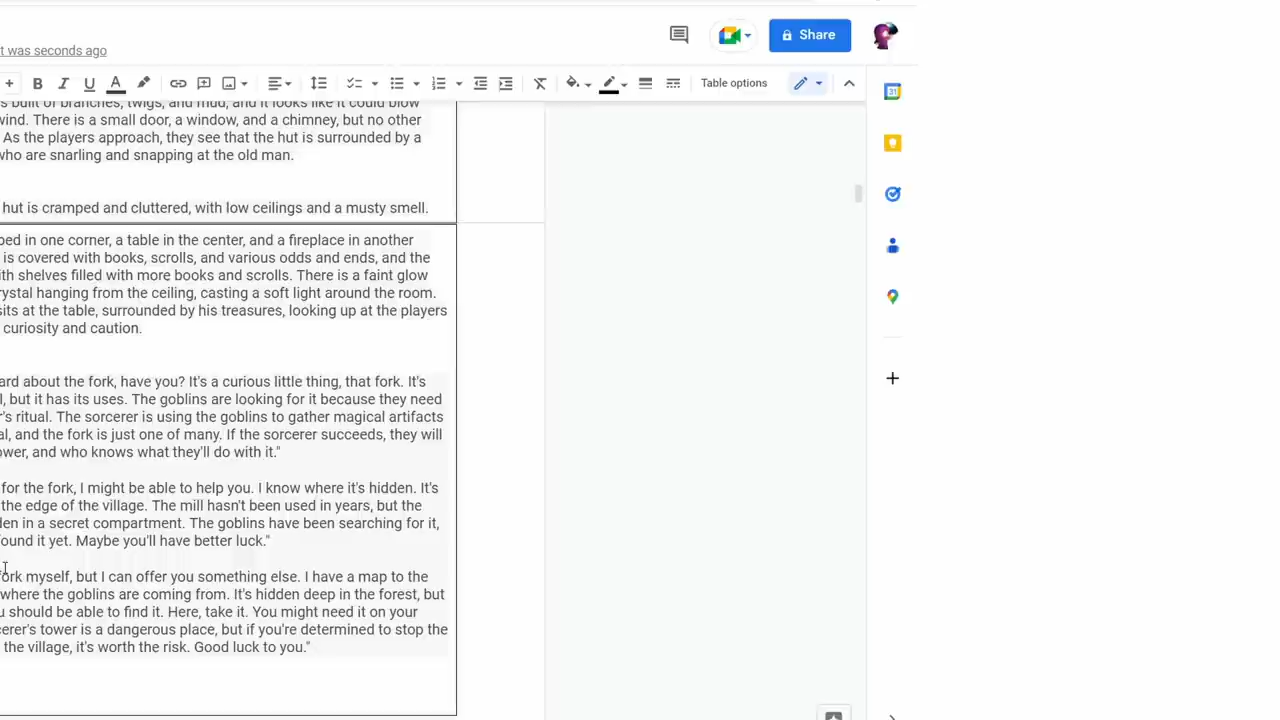 t was seconds ago
Share
Table options
s built of branches, twigs, and mud, and it looks like it could blow
wind. There is a small door, a window, and a chimney, but no other
As the players approach, they see that the hut is surrounded by a
who are snarling and snapping at the old man.
hut is cramped and cluttered, with low ceilings and a musty smell.
bed in one corner, a table in the center, and a fireplace in another
is covered with books, scrolls, and various odds and ends, and the
ith shelves filled with more books and scrolls. There is a faint glow
rystal hanging from the ceiling, casting a soft light around the room.
sits at the table, surrounded by his treasures, looking up at the players
curiosity and caution.
ard about the fork, have you? It's a curious little thing, that fork. It's
l, but it has its uses. The goblins are looking for it because they need
r's ritual. The sorcerer is using the goblins to gather magical artifacts
al, and the fork is just one of many. If the sorcerer succeeds, they will
ower, and who knows what they'll do with it."
for the fork, I might be able to help you. I know where it's hidden. It's
the edge of the village. The mill hasn't been used in years, but the
den in a secret compartment. The goblins have been searching for it,
ound it yet. Maybe you'll have better luck."
fork myself, but I can offer you something else. I have a map to the
where the goblins are coming from. It's hidden deep in the forest, but
u should be able to find it. Here, take it. You might need it on your
cerer's tower is a dangerous place, but if you're determined to stop the
the village, it's worth the risk. Good luck to you."